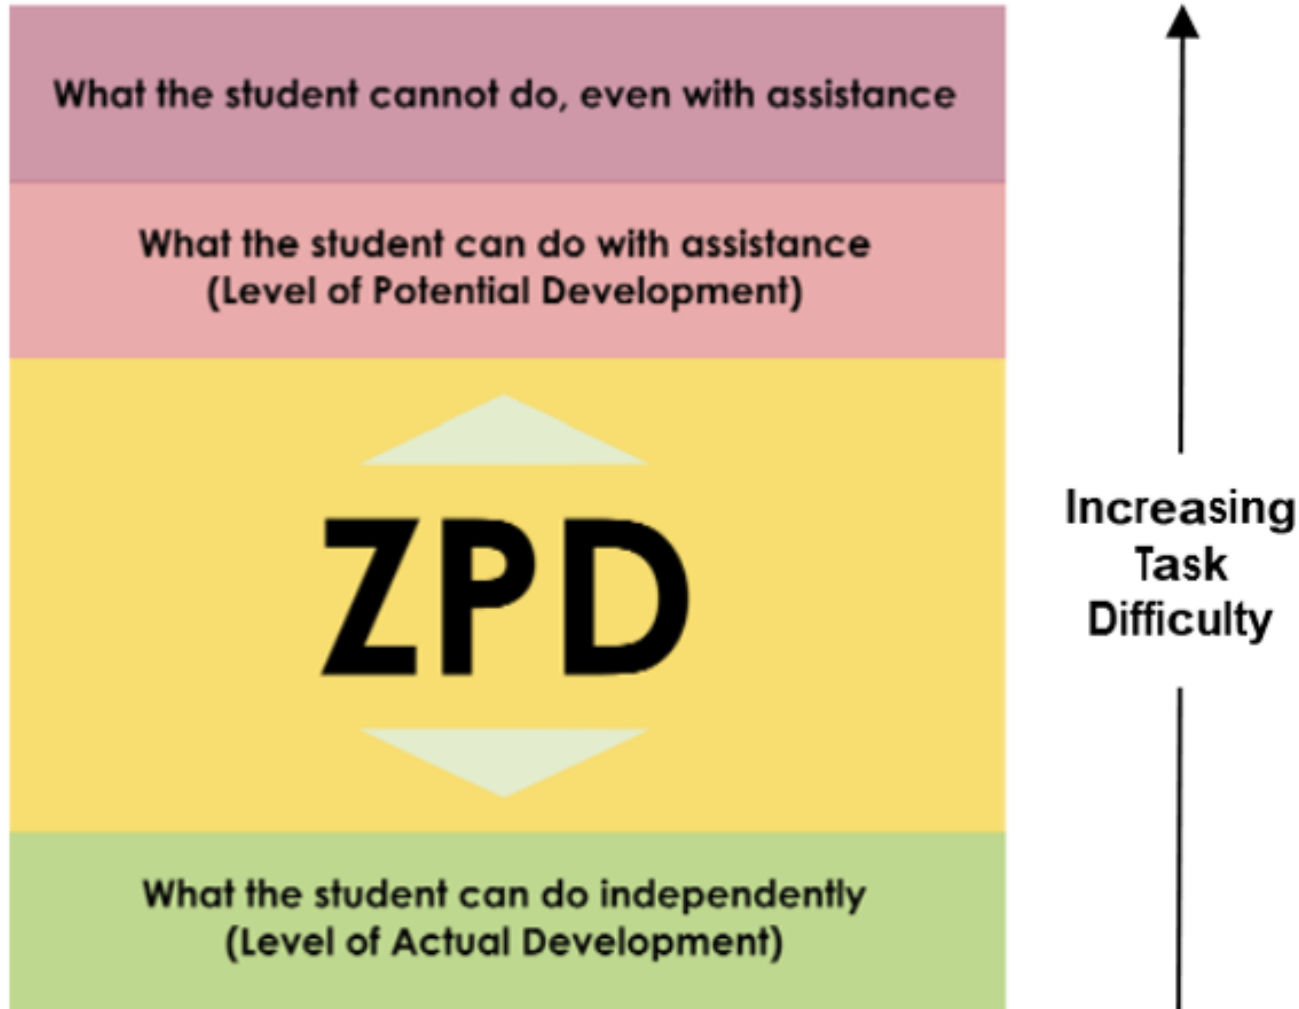 What the student cannot do, even with assistance
What the student can do with assistance
(Level of Potential Development)
ZPD
What the student can do independently
(Level of Actual Development)
Increasing
Task
Difficulty